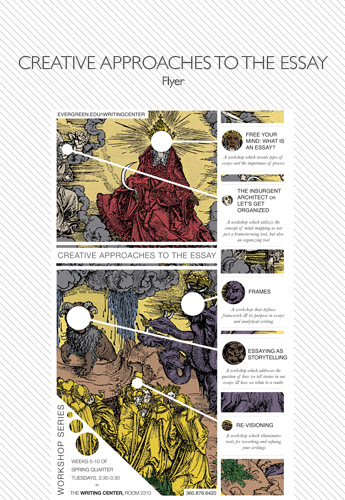 CREATIVE APPROACHES TO THE ESSAY
Flyer
EVERGREEN.EDU/WRITINGCENTER
FREE YOUR
MIND: WHAT IS
AN ESSAY?
A workshop which reveals types of
essays and the importance of process
THE INSURGENT
ARCHITECT OR
LET'S GET
ORGANIZED
A workshop which utilizes the
concept of mind-mapping as not
just a brainstorming tool, but also
an organizing tool
CREATIVE APPROACHES TO THE ESSAY
FRAMES
A workshop that defines
framework & its purpose in essays
and analytical writing
ESSAYING AS
STORYTELLING
A workshop which addresses the
question of how we tell stories in our
essays & how we relate to a reader
RE-VISIONING
A workshop which illuminates
tools for reworking and refining
your writings
WORKSHOP SERIES
WEEKS 5-10 OF
SPRING QUARTER
TUESDAYS, 2:30-3:30
in
THE WRITING CENTER, ROOM 2310
360.876.6420